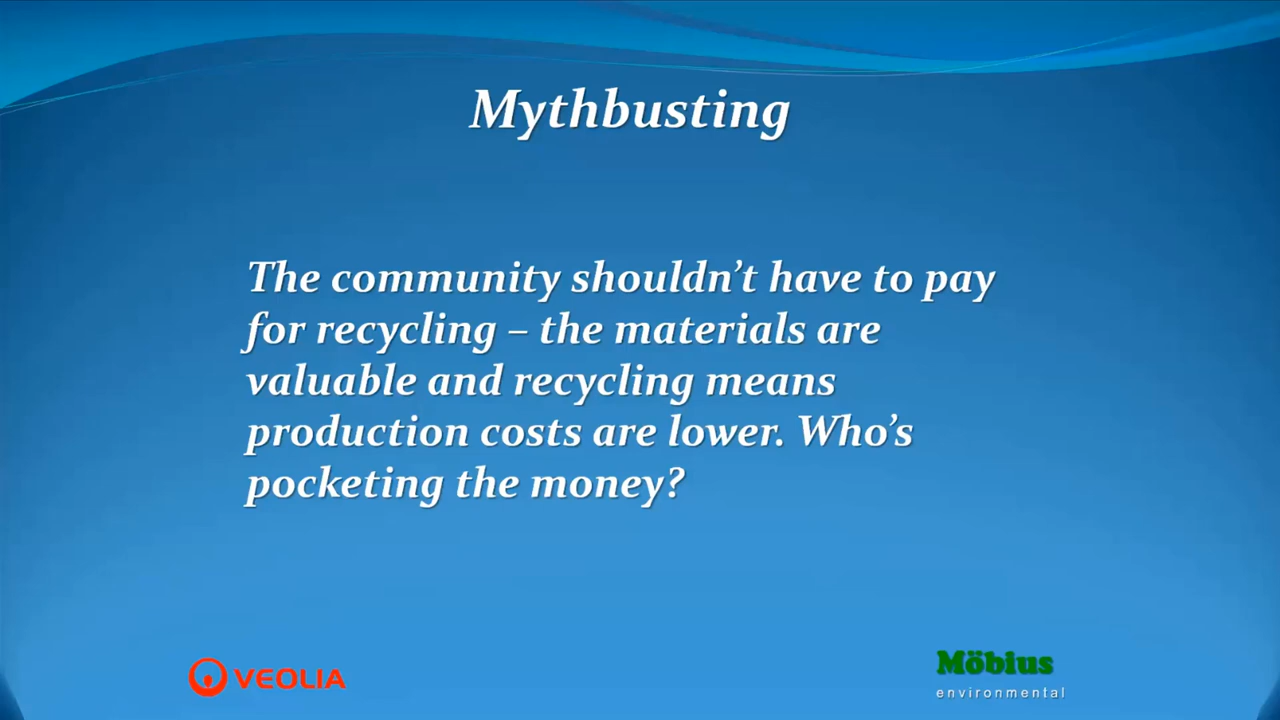 Mythbusting
The community shouldn’t have to pay
for recycling – the materials are
valuable and recycling means
production costs are lower. Who’s
pocketing the money?
VEOLIA
Möbius
environmental